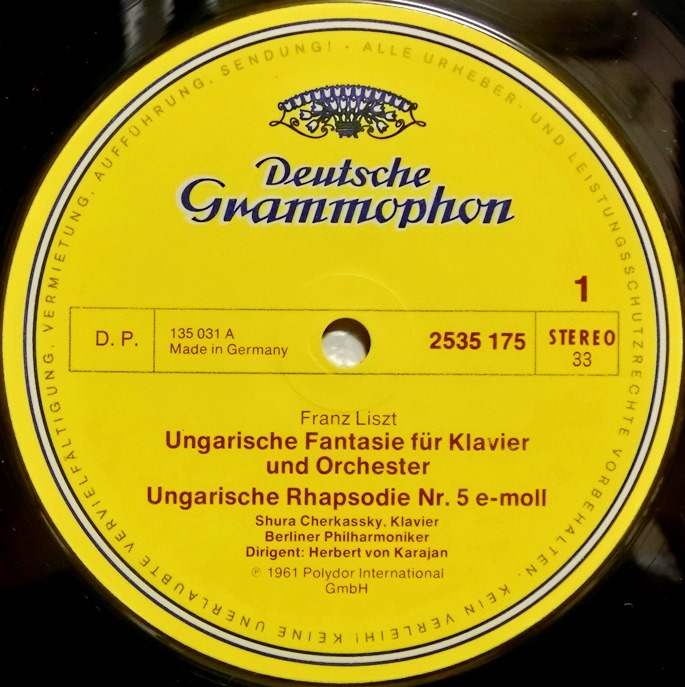 Deutsche
Grammophon
1
D. P.
135 031 A
Made in Germany
2535 175
STEREO
33
Franz Liszt
Ungarische Fantasie für Klavier
und Orchester
Ungarische Rhapsodie Nr. 5 e-moll
Shura Cherkassky, Klavier
Berliner Philharmoniker
Dirigent: Herbert von Karajan
℗ 1961 Polydor International
GmbH
ALLE URHEBER- UND LEISTUNGSSCHUTZRECHTE VORBEHALTEN · KEIN VERLEIH! KEINE UNERLAUBTE VERVIELFÄLTIGUNG, VERMIETUNG, AUFFÜHRUNG, SENDUNG! ·